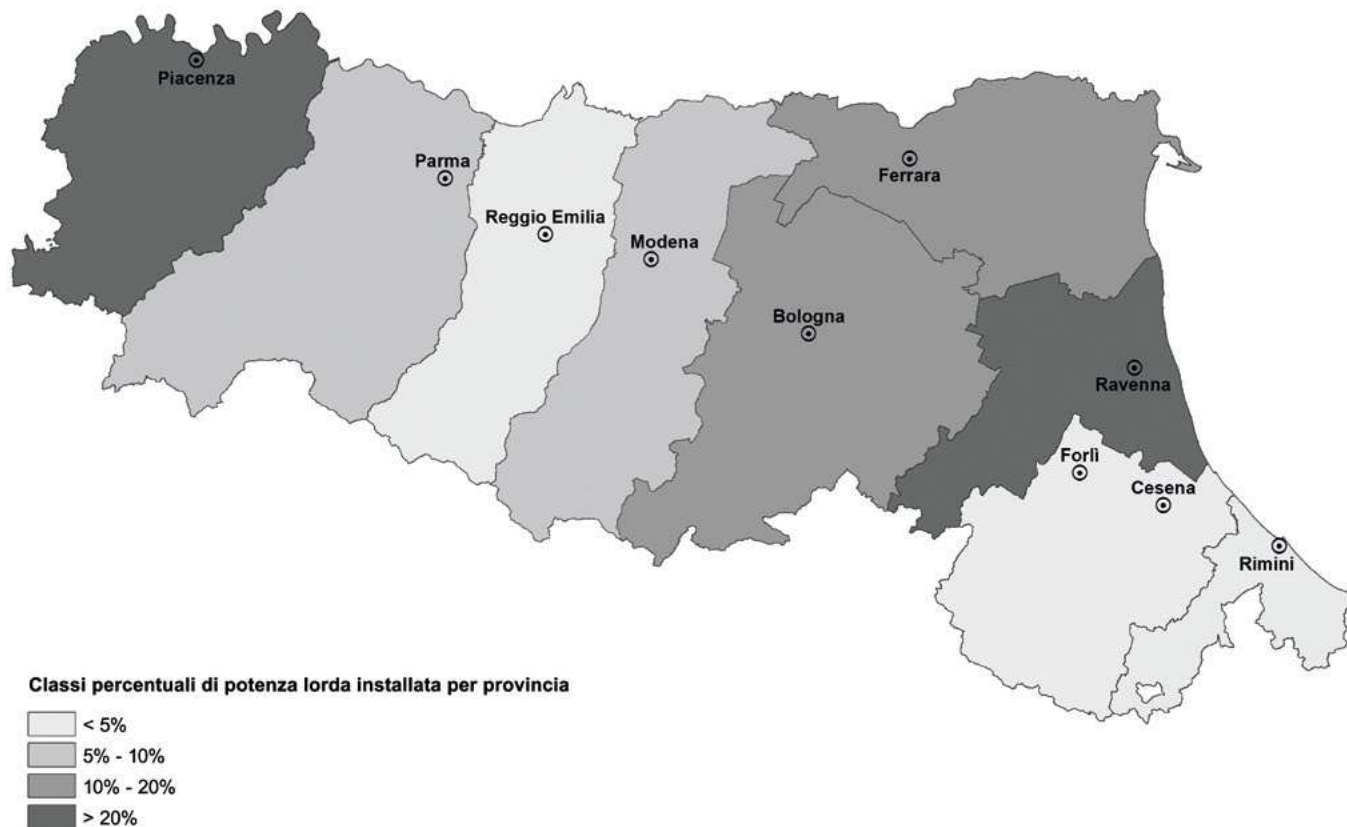 Piacenza
Parma
Ferrara
Reggio Emilia
Modena
Bologna
Ravenna
Forlì
Cesena
Rimini
Classi percentuali di potenza lorda installata per provincia
< 5%
5% - 10%
10% - 20%
> 20%